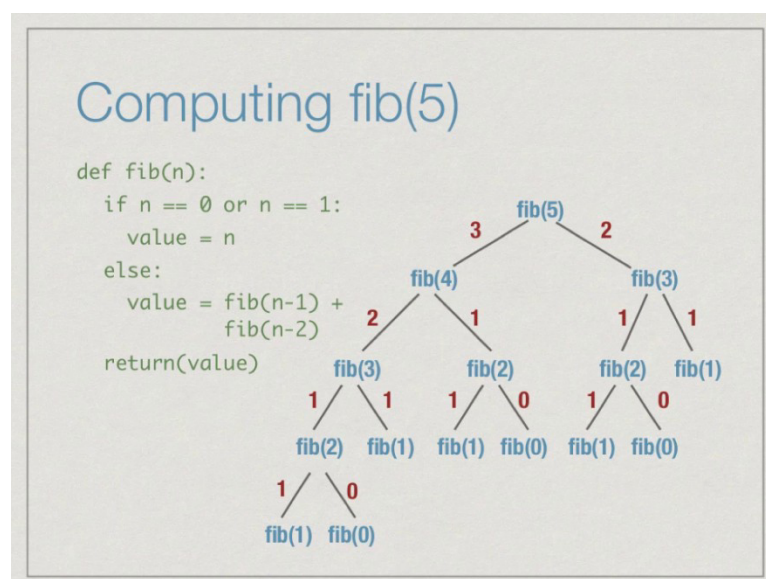 Computing fib(5)
def fib(n):
if n == 0 or n == 1:
value = n
else:
value = fib(n-1) +
fib(n-2)
return(value)
fib(5)
3 2
fib(4) fib(3)
2 1 1 1
fib(3) fib(2) fib(2) fib(1)
1 1 1 0 1 0
fib(2) fib(1) fib(1) fib(0) fib(1) fib(0)
1 0
fib(1) fib(0)